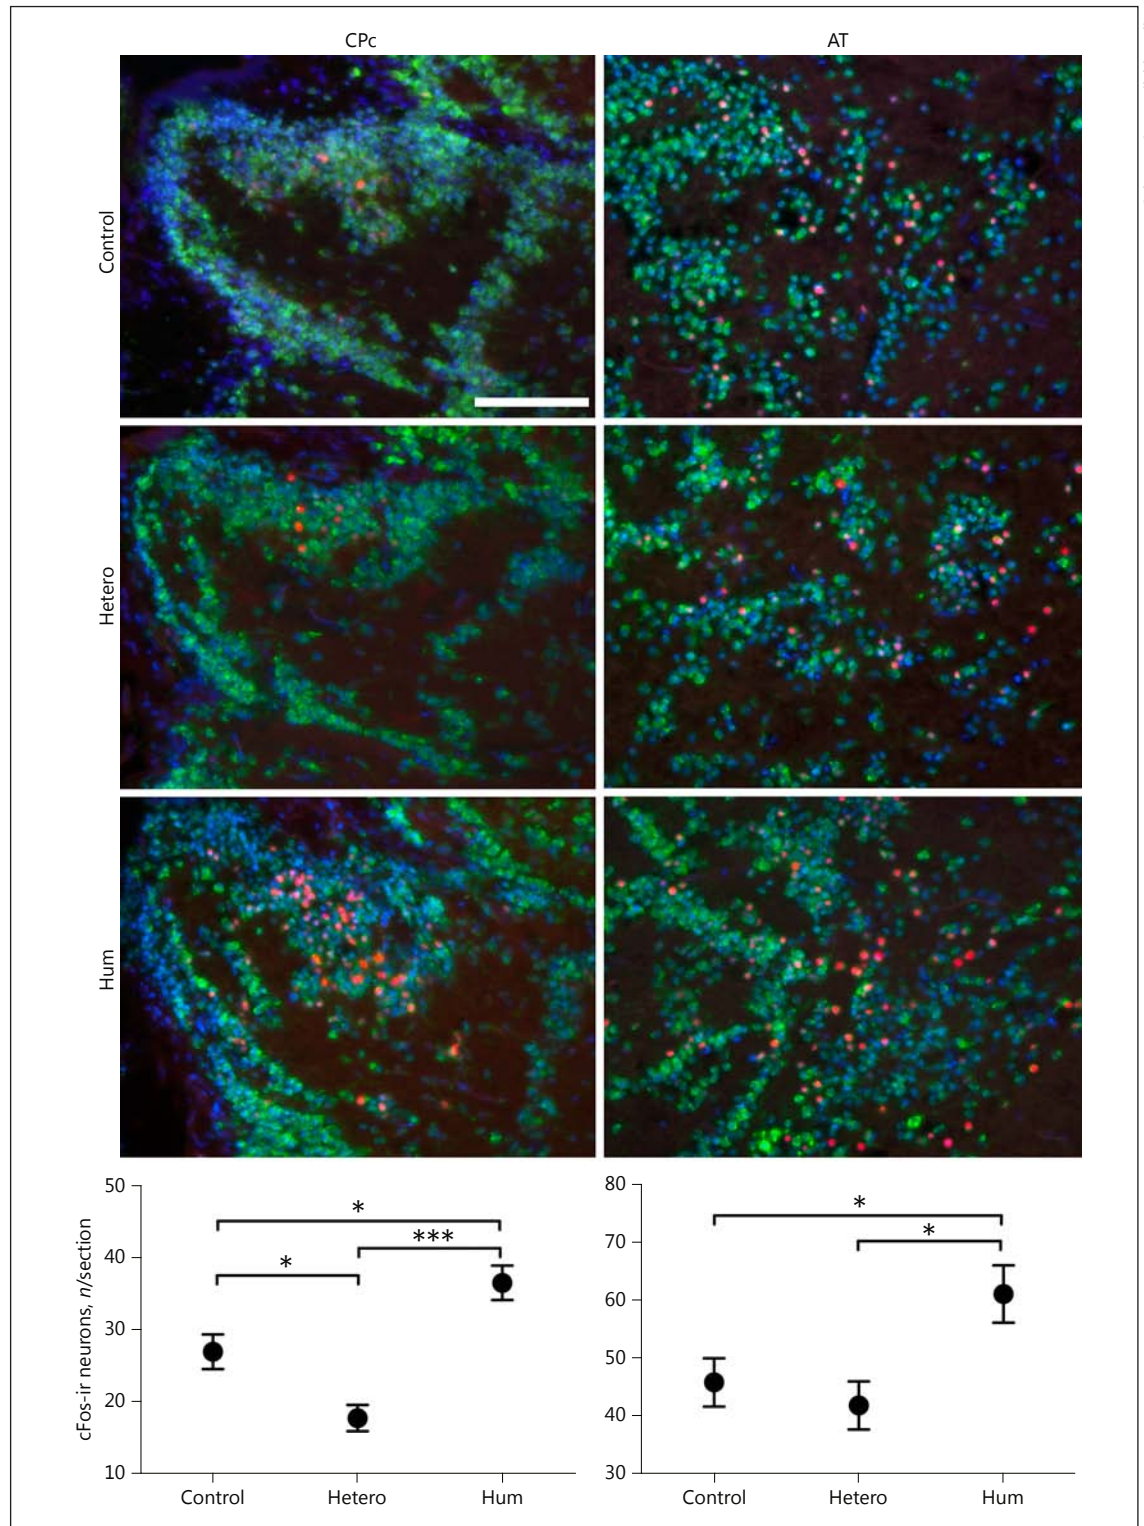 CPc
AT
Control
Hetero
Hum
50
40
30
20
10
cFos-ir neurons, n/section
*
*
***
Control
Hetero
Hum
80
70
60
50
40
30
*
*
Control
Hetero
Hum